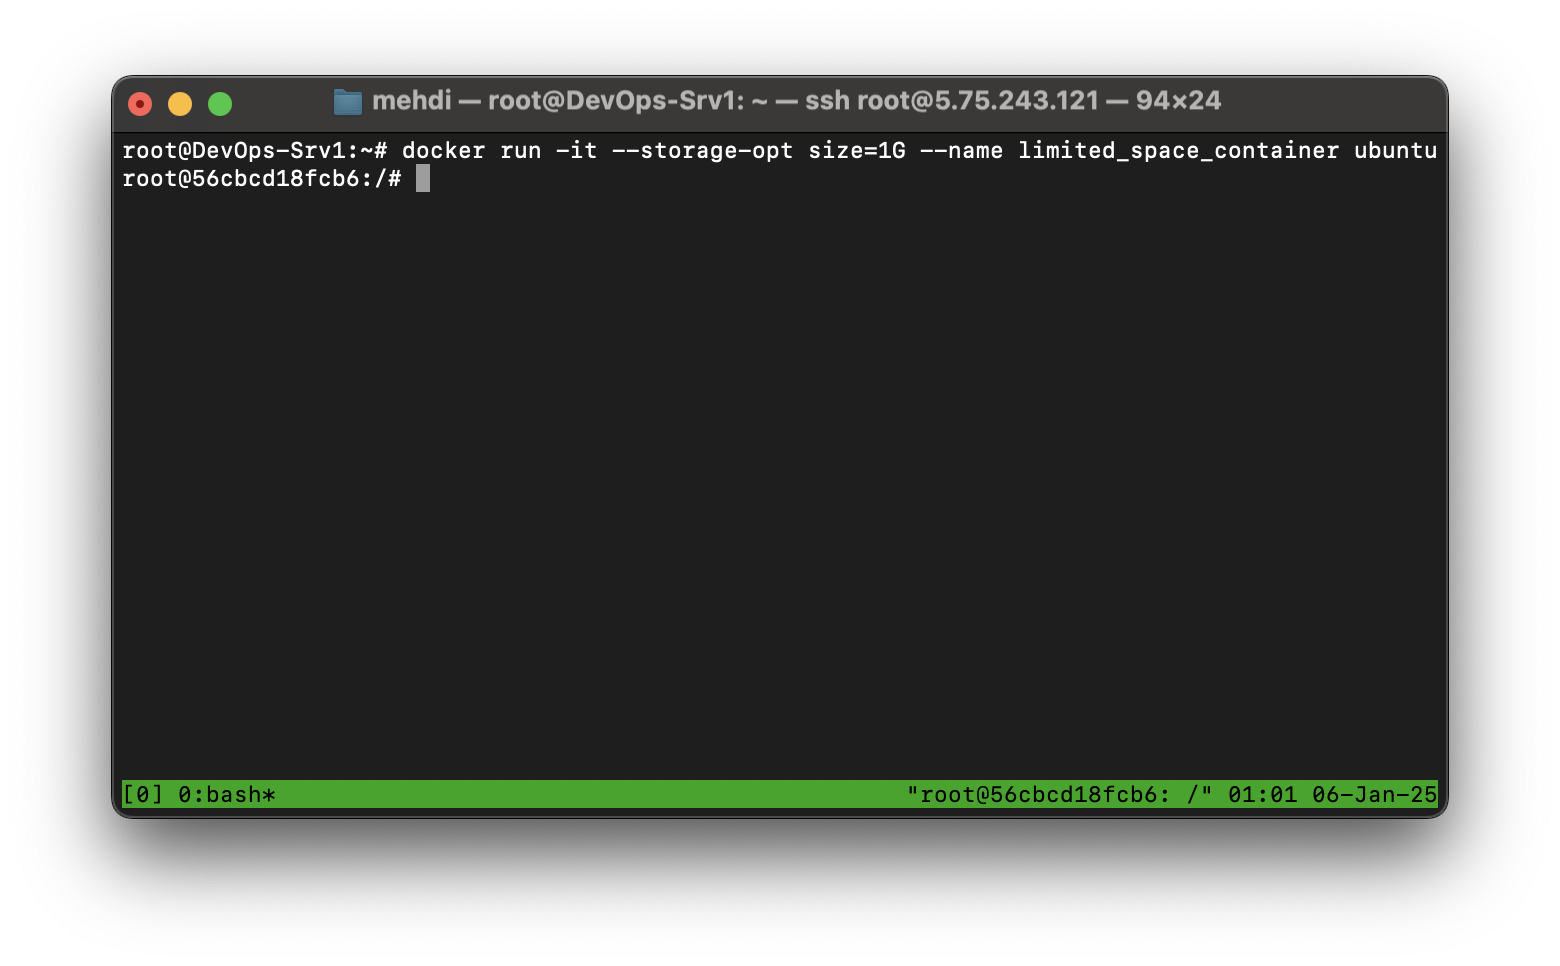 mehdi — root@DevOps-Srv1: ~ — ssh root@5.75.243.121 — 94×24
root@DevOps-Srv1:~# docker run -it --storage-opt size=1G --name limited_space_container ubuntu
root@56cbcd18fcb6:/#
[0] 0:bash* "root@56cbcd18fcb6: /" 01:01 06-Jan-25